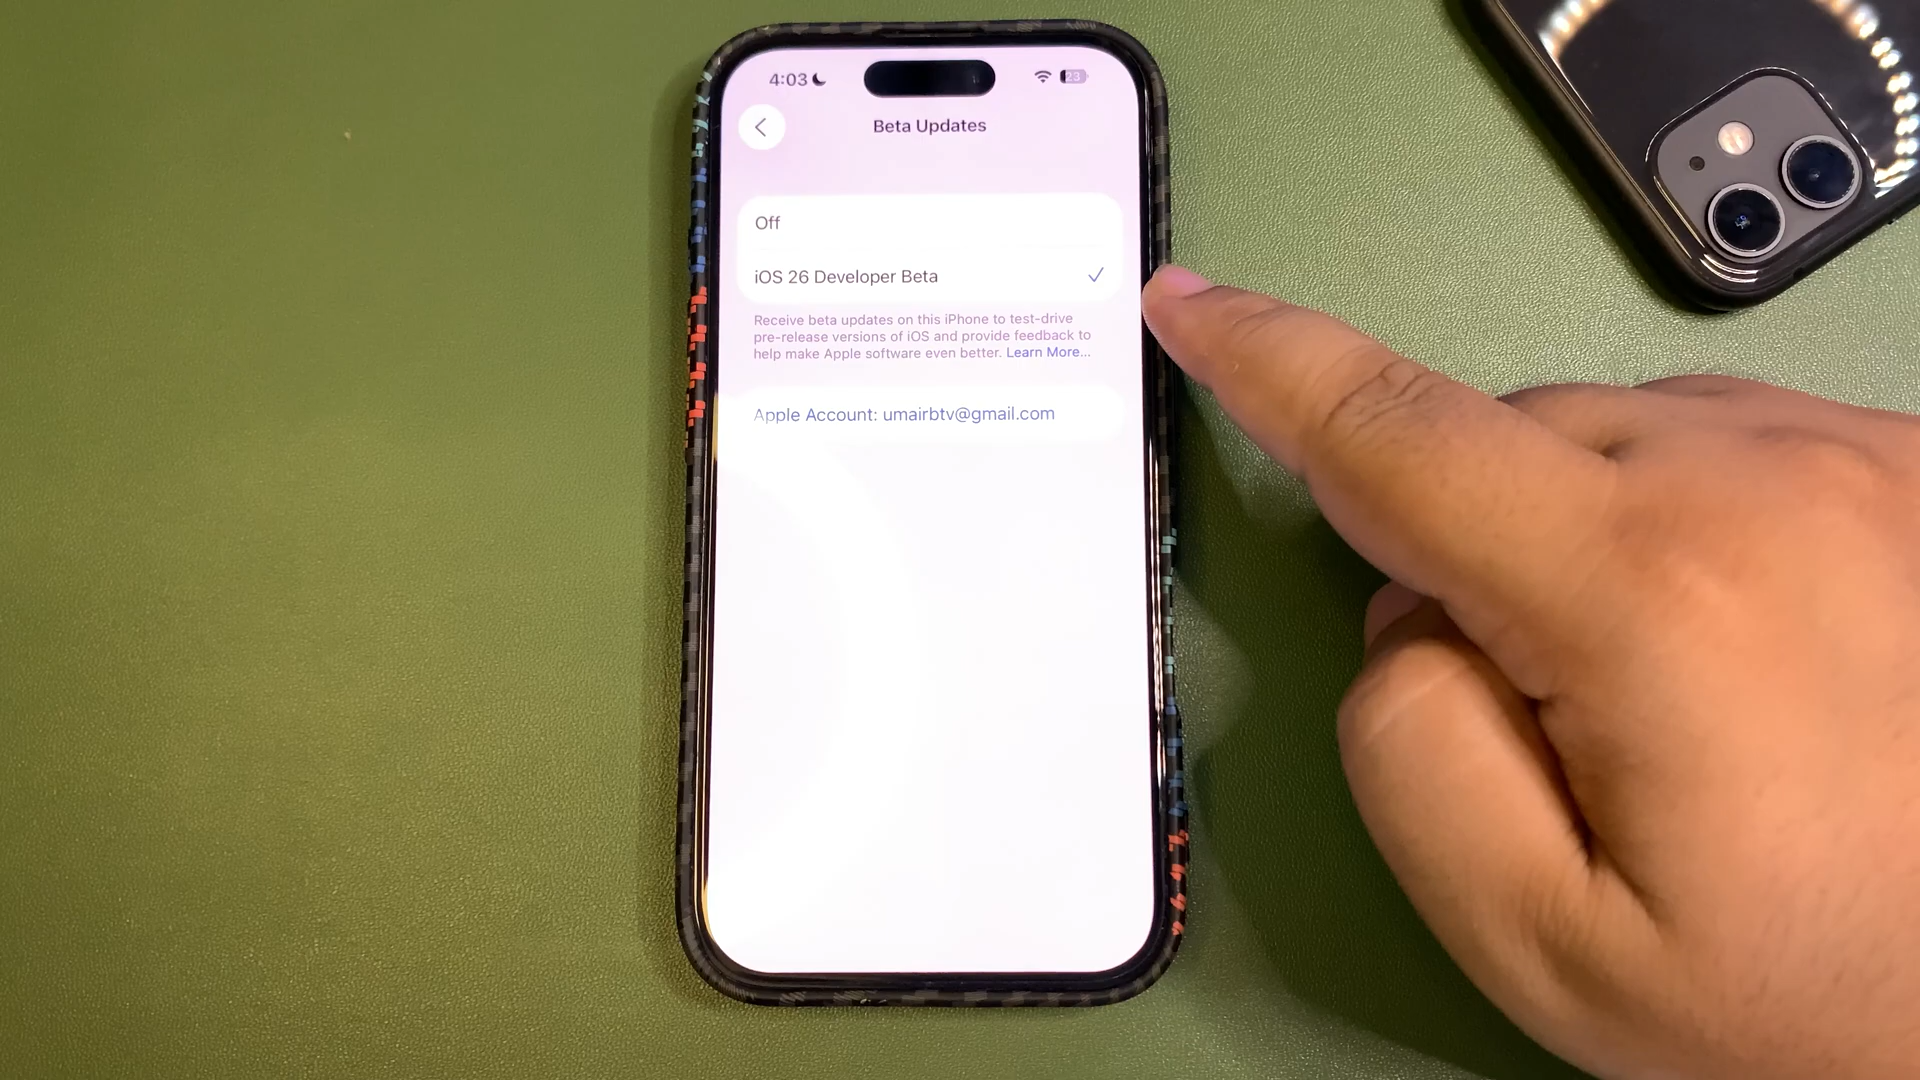 4:03
23
Beta Updates
Off
iOS 26 Developer Beta
Receive beta updates on this iPhone to test-drive
pre-release versions of iOS and provide feedback to
help make Apple software even better. Learn More...
Apple Account: umairbtv@gmail.com